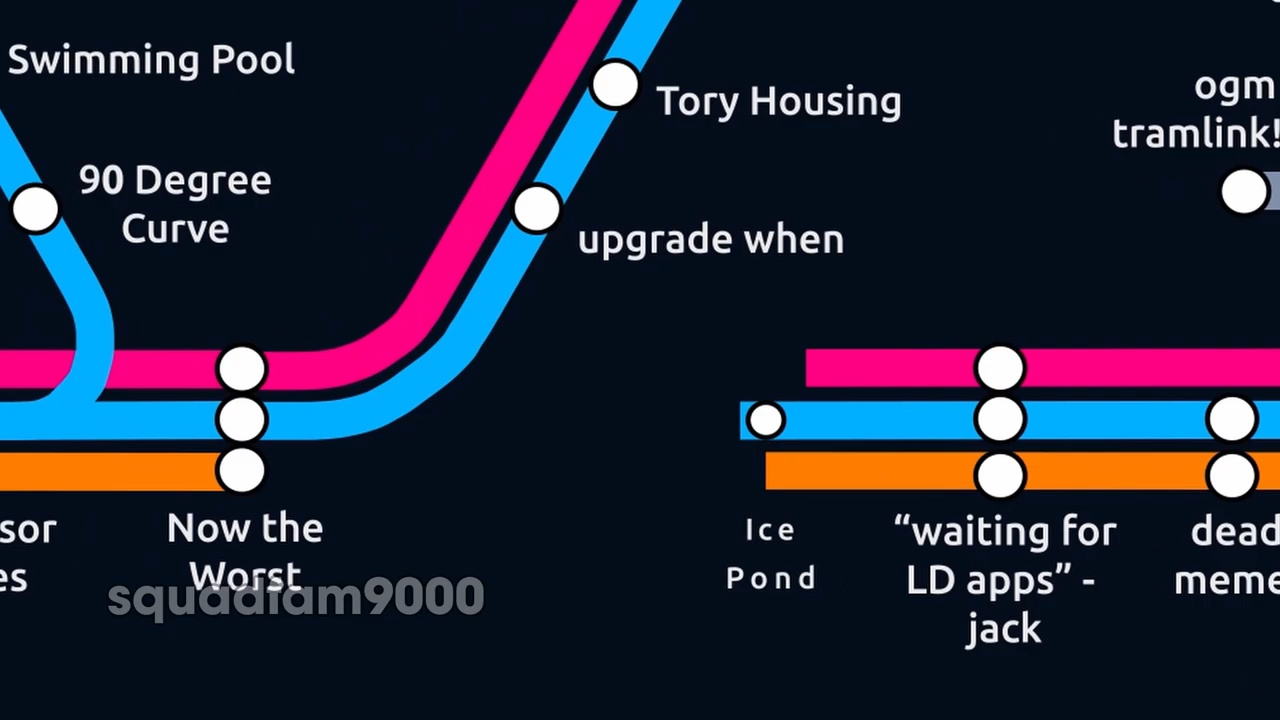 Swimming Pool
Tory Housing
ogm
tramlink!
90 Degree
Curve
upgrade when
sor
es
Now the
Worst
squadfam9000
Ice
Pond
“waiting for
LD apps” -
jack
dead
meme